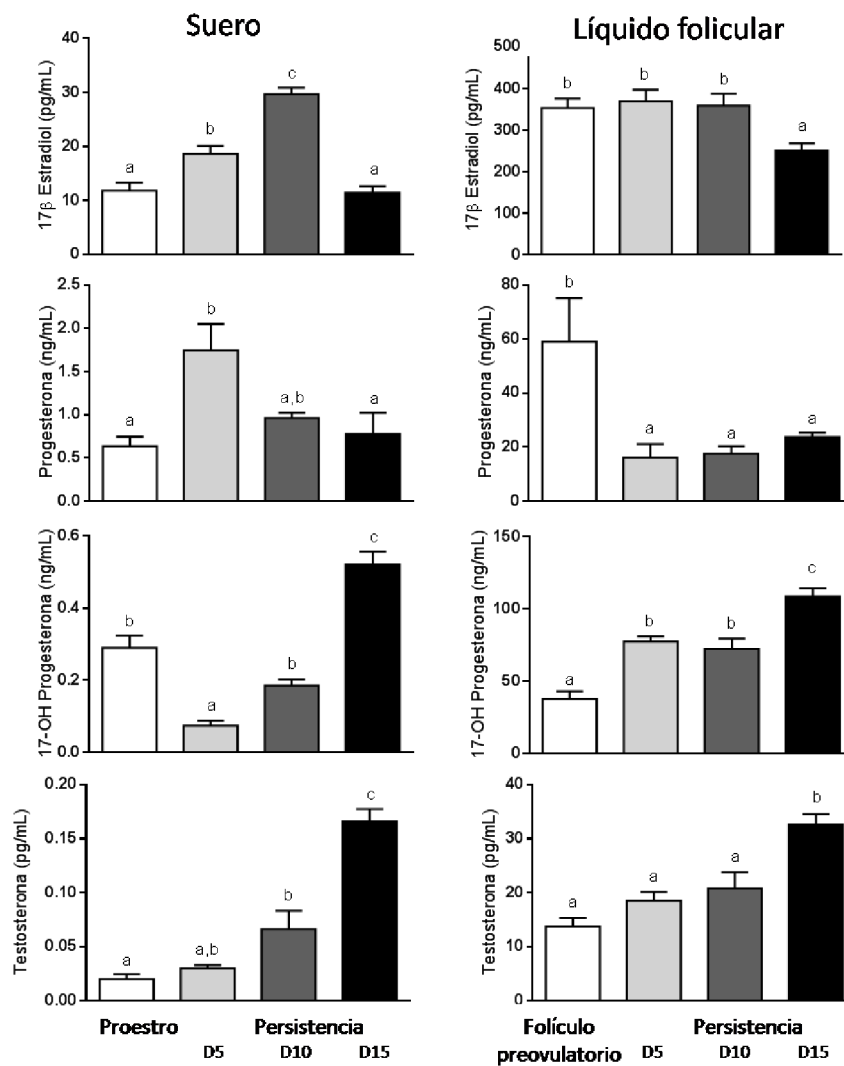 Suero
Líquido folicular
17β Estradiol (pg/mL)
40
30
20
10
0
a
b
c
a
17β Estradiol (pg/mL)
500
400
300
200
100
0
b
b
b
a
Progesterona (ng/mL)
2.5
2.0
1.5
1.0
0.5
0.0
a
b
a,b
a
Progesterona (ng/mL)
80
60
40
20
0
b
a
a
a
17-OH Progesterona (ng/mL)
0.6
0.4
0.2
0.0
b
a
b
c
17-OH Progesterona (ng/mL)
150
100
50
0
a
b
b
c
Testosterona (pg/mL)
0.20
0.15
0.10
0.05
0.00
a
a,b
b
c
Testosterona (pg/mL)
40
30
20
10
0
a
a
a
b
Proestro Persistencia
D5 D10 D15
Folículo Persistencia
preovulatorio D5 D10 D15